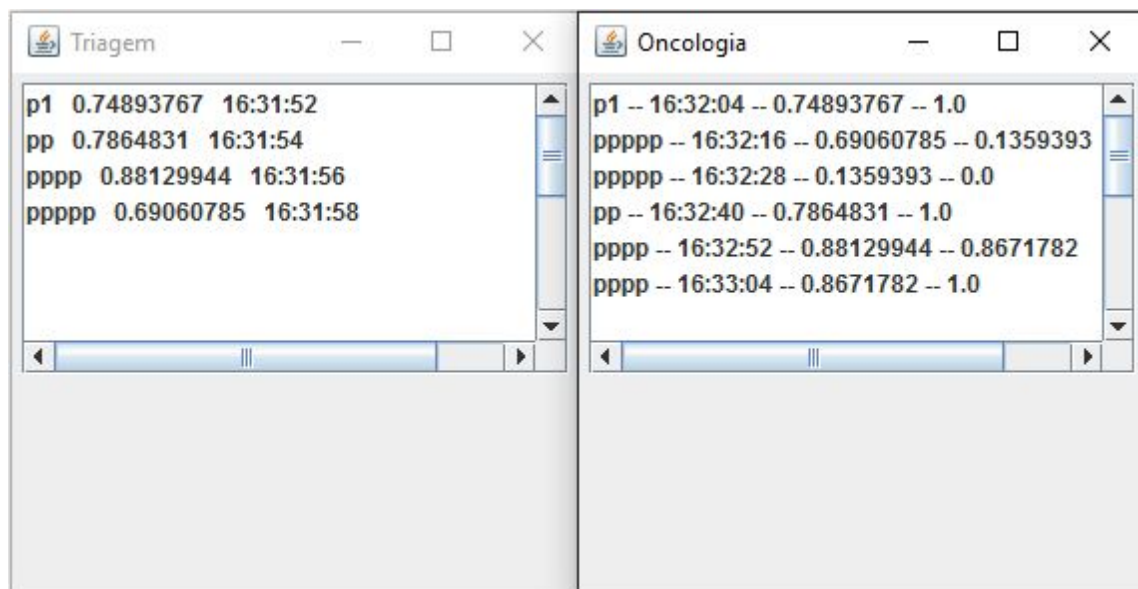 Triagem
p1 0.74893767 16:31:52
pp 0.7864831 16:31:54
pppp 0.88129944 16:31:56
ppppp 0.69060785 16:31:58
Oncologia
p1 -- 16:32:04 -- 0.74893767 -- 1.0
ppppp -- 16:32:16 -- 0.69060785 -- 0.1359393
ppppp -- 16:32:28 -- 0.1359393 -- 0.0
pp -- 16:32:40 -- 0.7864831 -- 1.0
pppp -- 16:32:52 -- 0.88129944 -- 0.8671782
pppp -- 16:33:04 -- 0.8671782 -- 1.0